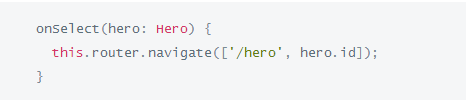 onSelect(hero: Hero) {
  this.router.navigate(['/hero', hero.id]);
}